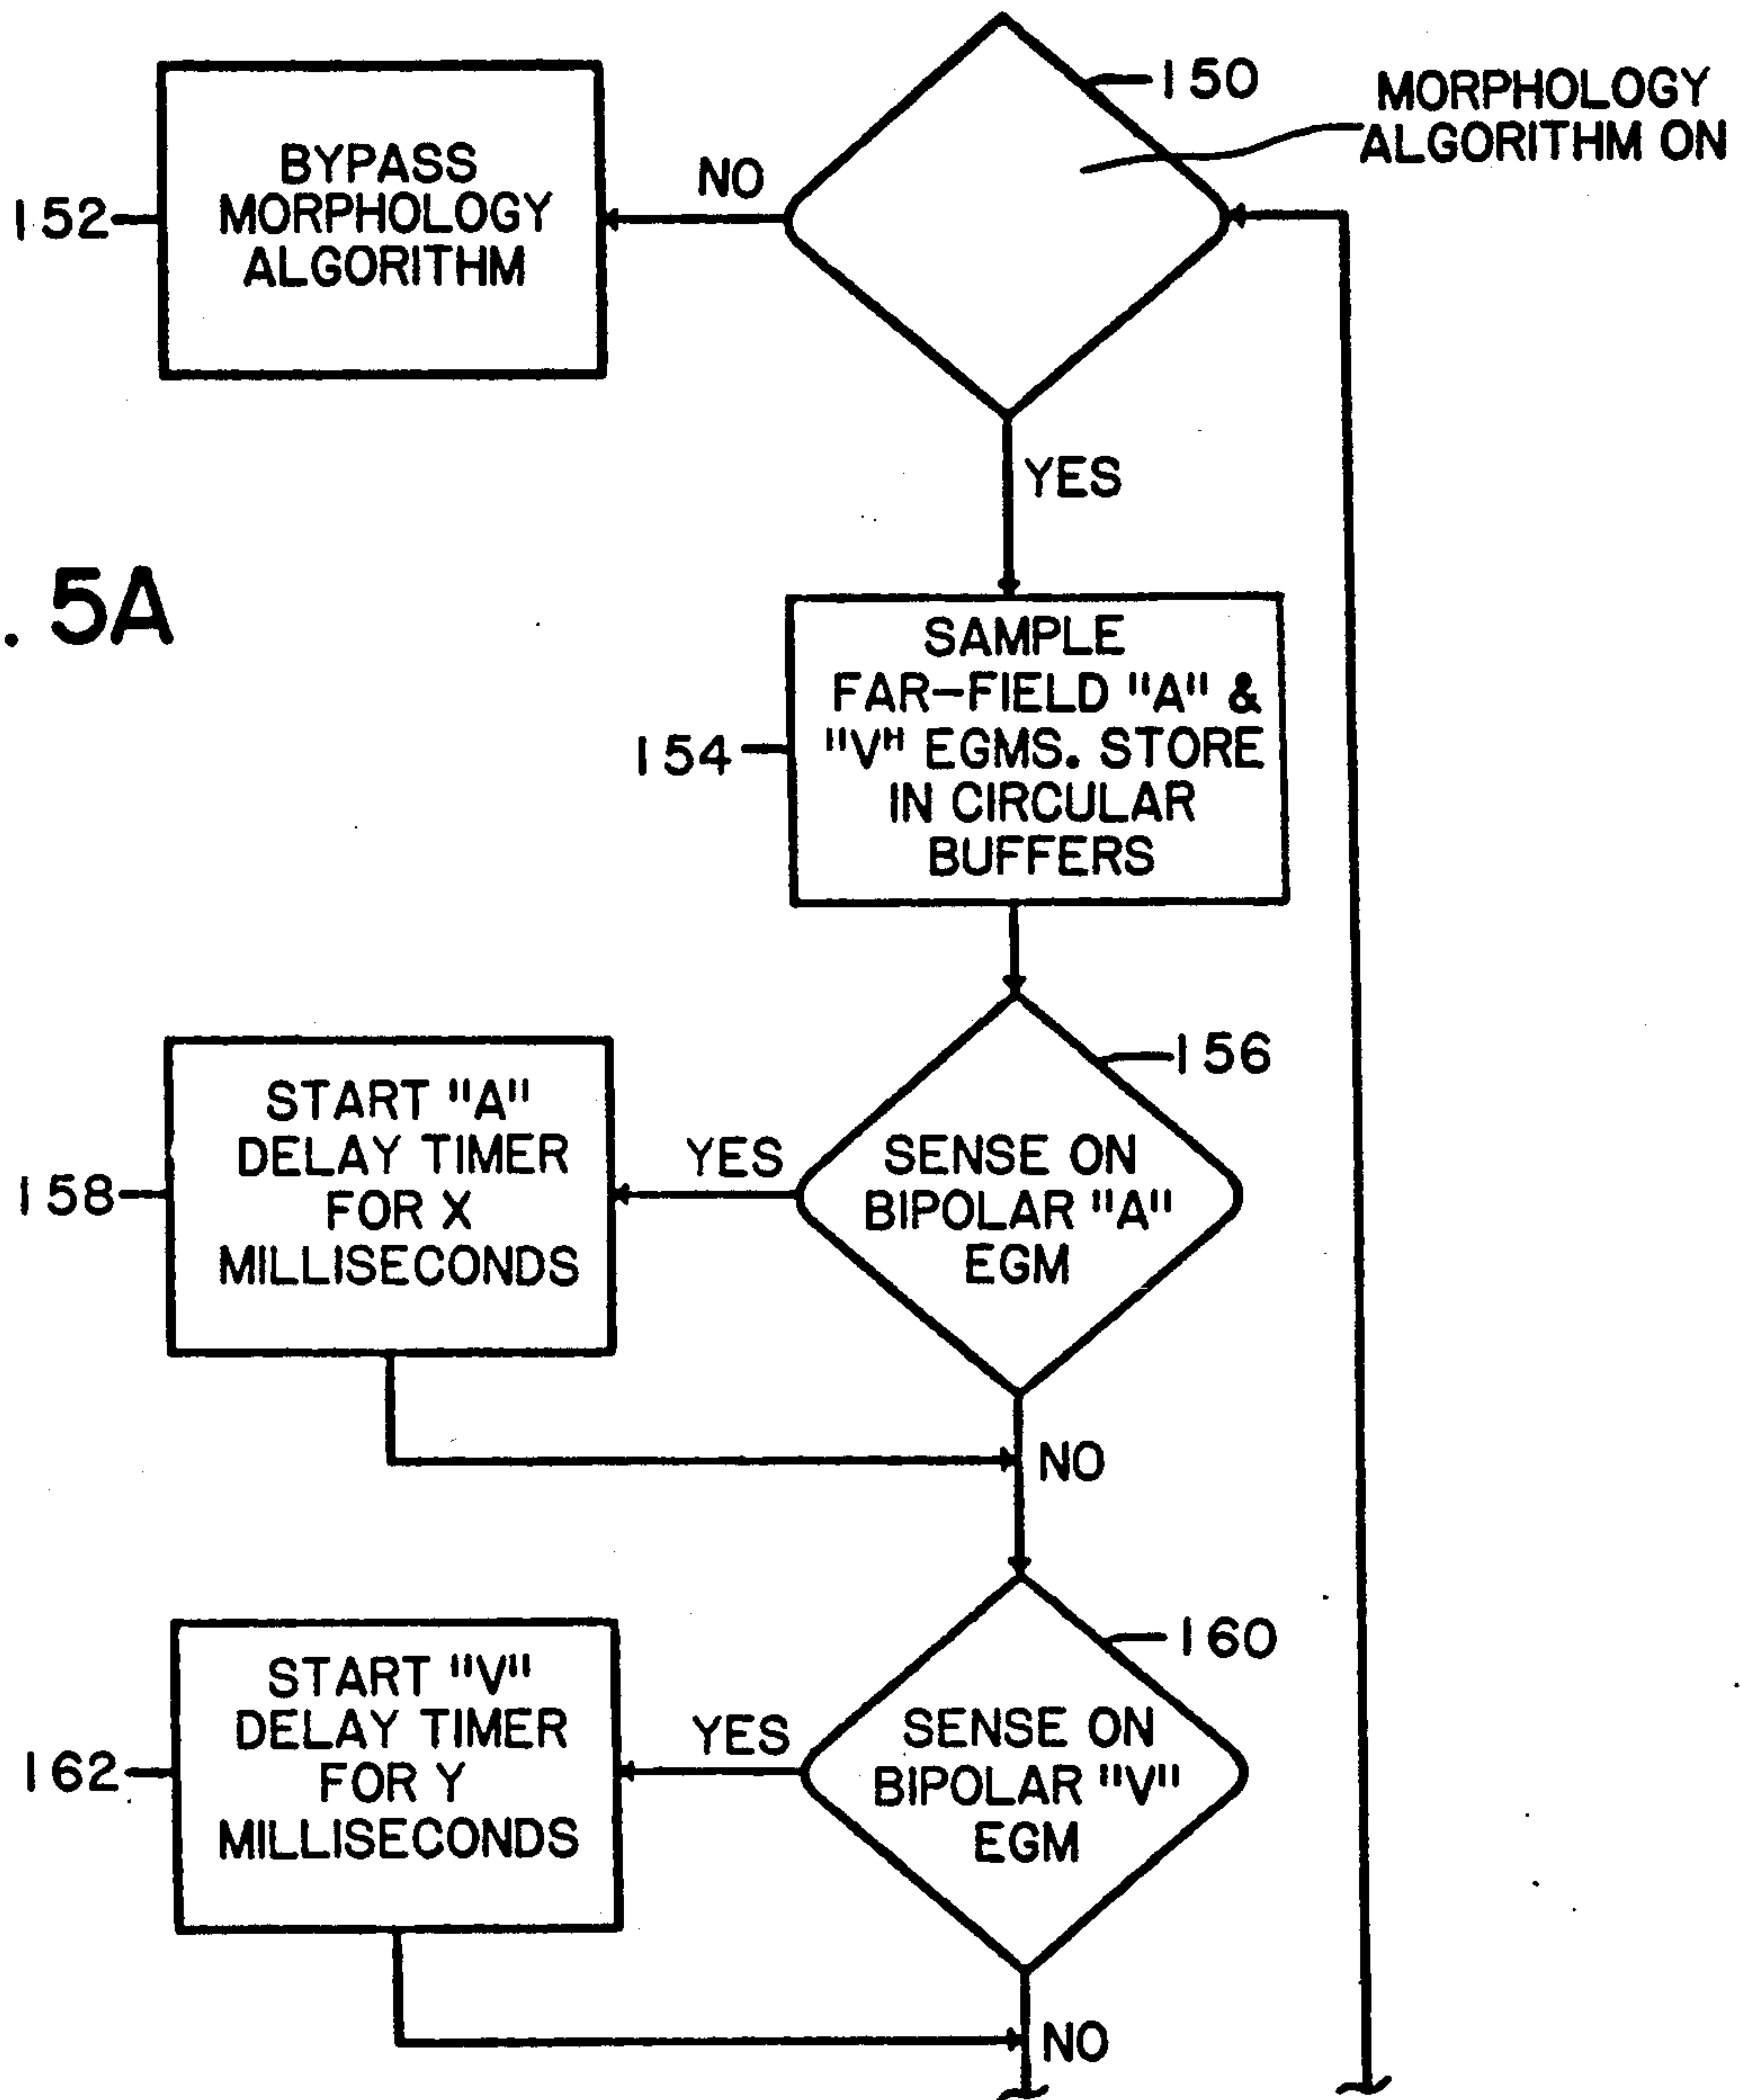 150
MORPHOLOGY
ALGORITHM ON
152
BYPASS
MORPHOLOGY
ALGORITHM
NO
YES
. 5A
154
SAMPLE
FAR-FIELD "A" &
"V" EGMS. STORE
IN CIRCULAR
BUFFERS
156
SENSE ON
BIPOLAR "A"
EGM
YES
158
START "A"
DELAY TIMER
FOR X
MILLISECONDS
NO
160
SENSE ON
BIPOLAR "V"
EGM
YES
162
START "V"
DELAY TIMER
FOR Y
MILLISECONDS
NO